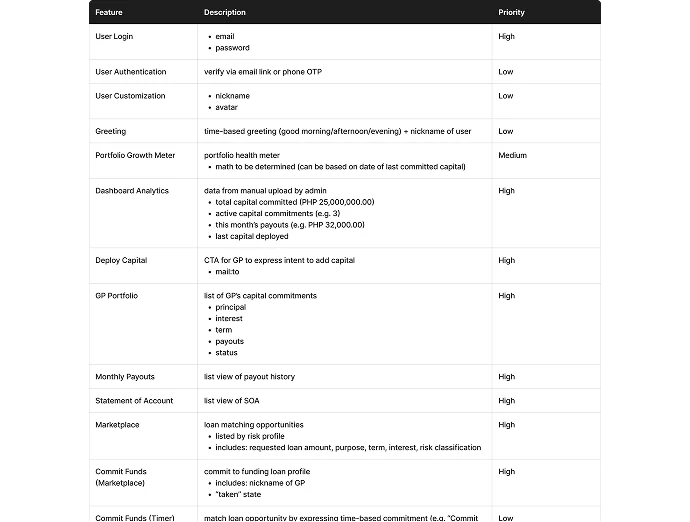 Feature Description Priority
User Login • email High
• password
User Authentication verify via email link or phone OTP Low
User Customization • nickname Low
• avatar
Greeting time-based greeting (good morning/afternoon/evening) + nickname of user Low
Portfolio Growth Meter portfolio health meter Medium
• math to be determined (can be based on date of last committed capital)
Dashboard Analytics data from manual upload by admin High
• total capital committed (PHP 25,000,000.00)
• active capital commitments (e.g. 3)
• this month's payouts (e.g. PHP 32,000.00)
• last capital deployed
Deploy Capital CTA for GP to express intent to add capital High
• mail:to
GP Portfolio list of GP's capital commitments High
• principal
• interest
• term
• payouts
• status
Monthly Payouts list view of payout history High
Statement of Account list view of SOA High
Marketplace loan matching opportunities High
• listed by risk profile
• includes: requested loan amount, purpose, term, interest, risk classification
Commit Funds commit to funding loan profile High
(Marketplace) • includes: nickname of GP
• "taken" state
Commit Funds (Timer) match loan opportunity by expressing time-based commitment (e.g. "Commit Low